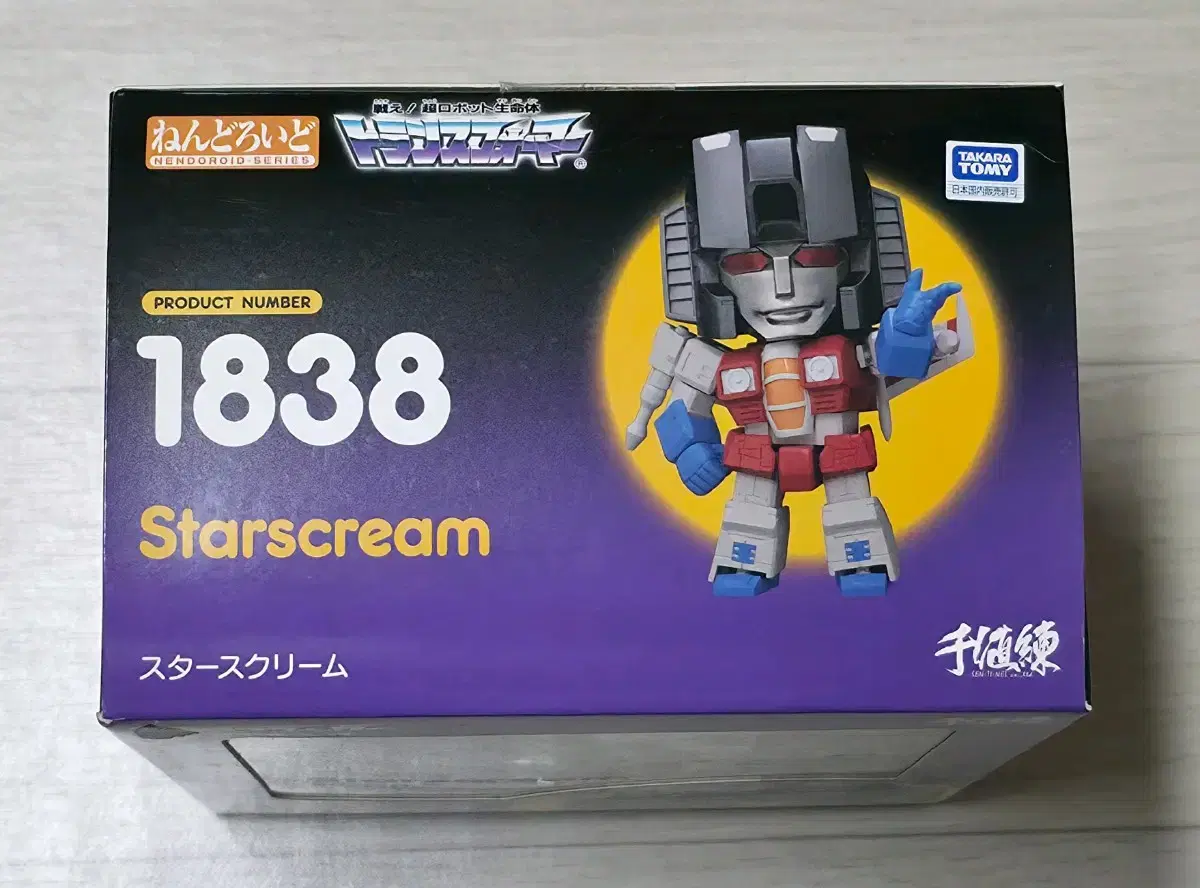 ねんどろいど
NENDOROID-SERIES
戦え!超ロボット生命体
トランスフォーマー
®
TAKARA
TOMY
日本国内販売許可
PRODUCT NUMBER
1838
Starscream
スタースクリーム
千値練